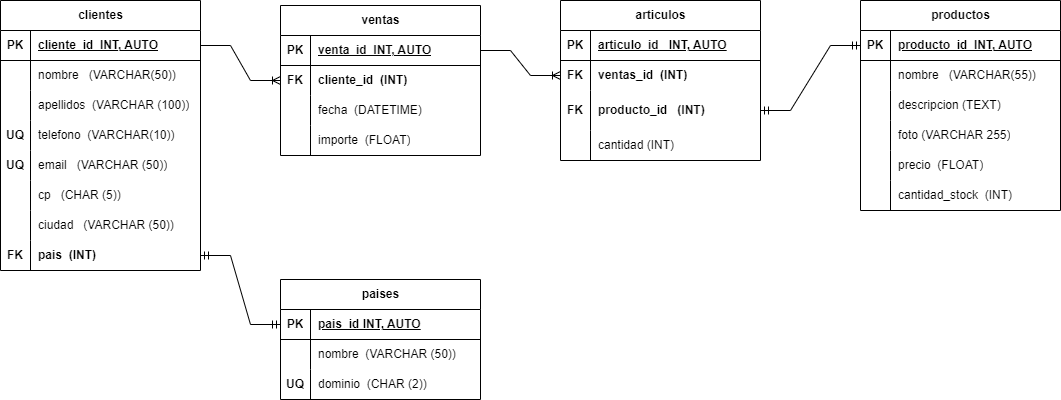 clientes
PK cliente_id INT, AUTO
nombre (VARCHAR(50))
apellidos (VARCHAR (100))
UQ telefono (VARCHAR(10))
UQ email (VARCHAR (50))
cp (CHAR (5))
ciudad (VARCHAR (50))
FK pais (INT)
ventas
PK venta_id INT, AUTO
FK cliente_id (INT)
fecha (DATETIME)
importe (FLOAT)
articulos
PK articulo_id INT, AUTO
FK ventas_id (INT)
FK producto_id (INT)
cantidad (INT)
productos
PK producto_id INT, AUTO
nombre (VARCHAR(55))
descripcion (TEXT)
foto (VARCHAR 255)
precio (FLOAT)
cantidad_stock (INT)
paises
PK pais_id INT, AUTO
nombre (VARCHAR (50))
UQ dominio (CHAR (2))